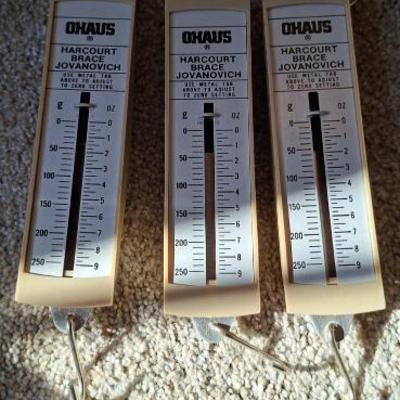 OHAUS
®
HARCOURT
BRACE
JOVANOVICH
USE METAL TAB
ABOVE TO ADJUST
TO ZERO SETTING
g OZ
0 0
1
50 2
3
100 4
5
150
6
200 7
8
250 9
OHAUS
®
HARCOURT
BRACE
JOVANOVICH
USE METAL TAB
ABOVE TO ADJUST
TO ZERO SETTING
g OZ
0 0
1
50 2
3
100 4
5
150
6
200 7
8
250 9
OHAUS
®
HARCOURT
BRACE
JOVANOVICH
USE METAL TAB
ABOVE TO ADJUST
TO ZERO SETTING
g OZ
0 0
1
50 2
3
100 4
5
150
6
200 7
8
250 9